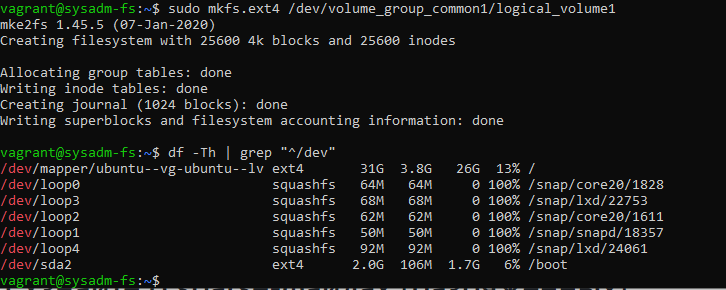 vagrant@sysadm-fs:~$ sudo mkfs.ext4 /dev/volume_group_common1/logical_volume1
mke2fs 1.45.5 (07-Jan-2020)
Creating filesystem with 25600 4k blocks and 25600 inodes

Allocating group tables: done
Writing inode tables: done
Creating journal (1024 blocks): done
Writing superblocks and filesystem accounting information: done

vagrant@sysadm-fs:~$ df -Th | grep "^/dev"
/dev/mapper/ubuntu--vg-ubuntu--lv ext4 31G 3.8G 26G 13% /
/dev/loop0 squashfs 64M 64M 0 100% /snap/core20/1828
/dev/loop3 squashfs 68M 68M 0 100% /snap/lxd/22753
/dev/loop2 squashfs 62M 62M 0 100% /snap/core20/1611
/dev/loop1 squashfs 50M 50M 0 100% /snap/snapd/18357
/dev/loop4 squashfs 92M 92M 0 100% /snap/lxd/24061
/dev/sda2 ext4 2.0G 106M 1.7G 6% /boot
vagrant@sysadm-fs:~$